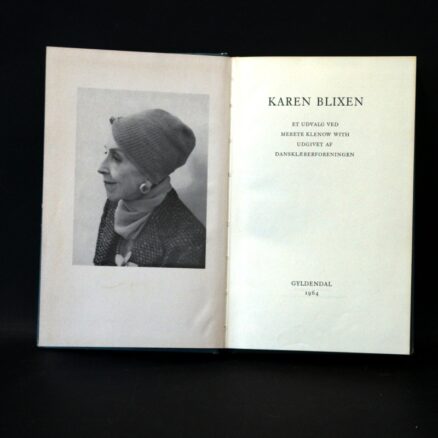 KAREN BLIXEN
ET UDVALG VED
MERETE KLENOW WITH
UDGIVET AF
DANSKLÆRERFORENINGEN
GYLDENDAL
1964